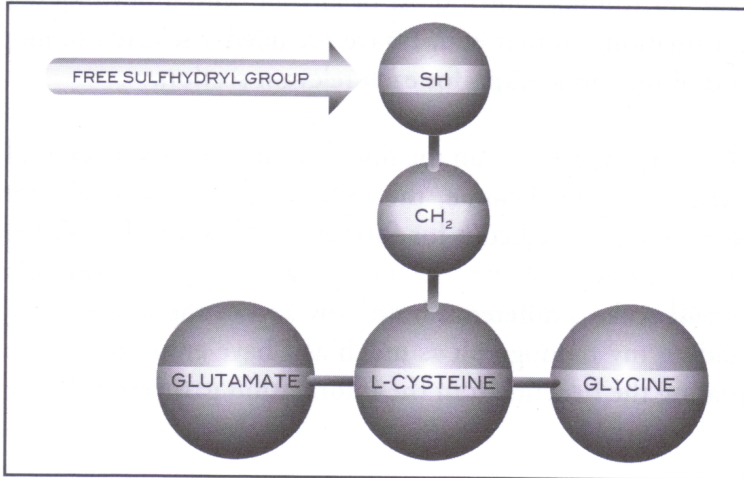 FREE SULFHYDRYL GROUP
SH
CH₂
GLUTAMATE
L-CYSTEINE
GLYCINE